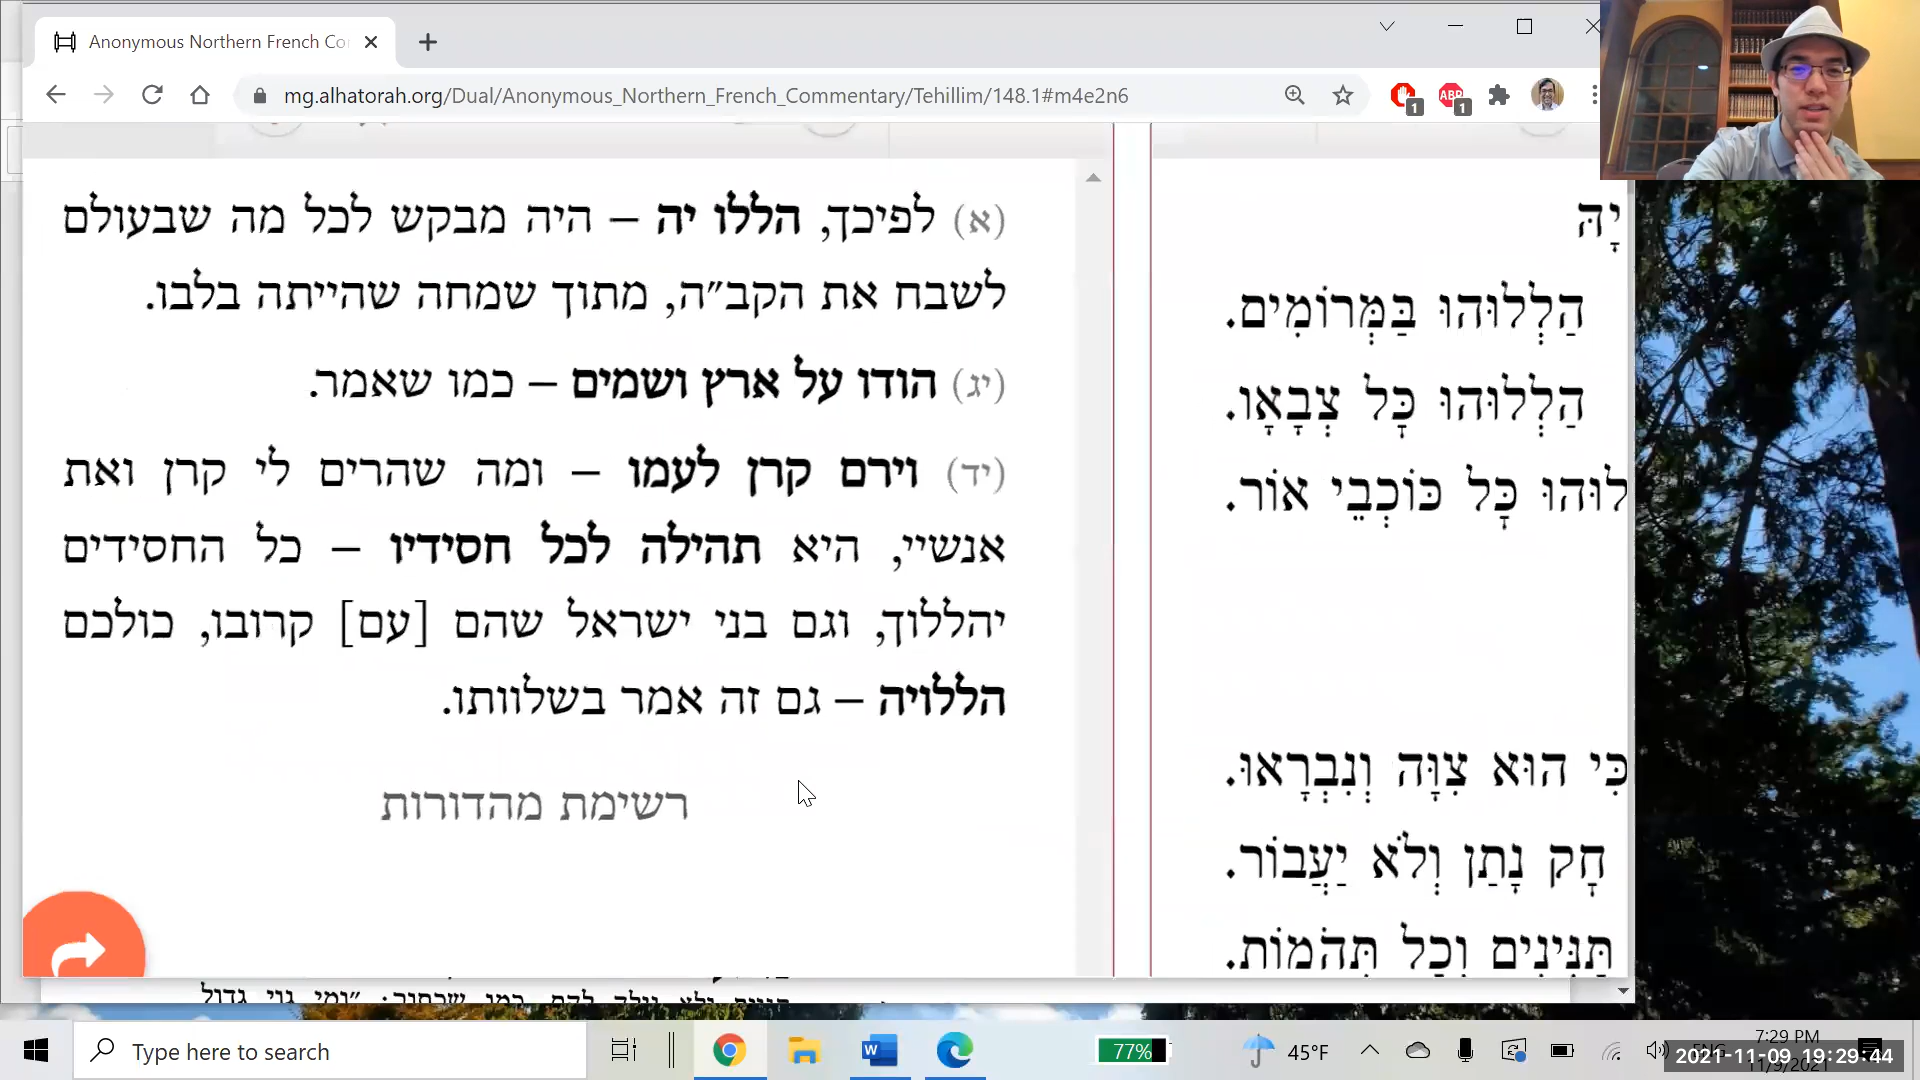 Anonymous Northern French Co
mg.alhatorah.org/Dual/Anonymous_Northern_French_Commentary/Tehillim/148.1#m4e2n6
1
ABP
1
(א) לפיכך, הללו יה – היה מבקש לכל מה שבעולם
לשבח את הקב״ה, מתוך שמחה שהייתה בלבו.
(יג) הודו על ארץ ושמים – כמו שאמר.
(יד) וירם קרן לעמו – ומה שהרים לי קרן ואת
אנשיי, היא תהילה לכל חסידיו – כל החסידים
יהללוך, וגם בני ישראל שהם [עם] קרובו, כולכם
הללויה – גם זה אמר בשלוותו.
רשימת מהדורות
יָהּ
הַלְלוּהוּ בַּמְּרוֹמִים.
הַלְלוּהוּ כׇּל צְבָאָו.
לוּהוּ כׇּל כּוֹכְבֵי אוֹר.
כִּי הוּא צִוָּה וְנִבְרָאוּ.
חׇק נָתַן וְלֹא יַעֲבוֹר.
תַּנִּינִים וְכׇל תְּהֹמוֹת.
Type here to search
77%
45°F
7:29 PM
2021-11-09 19:29:44